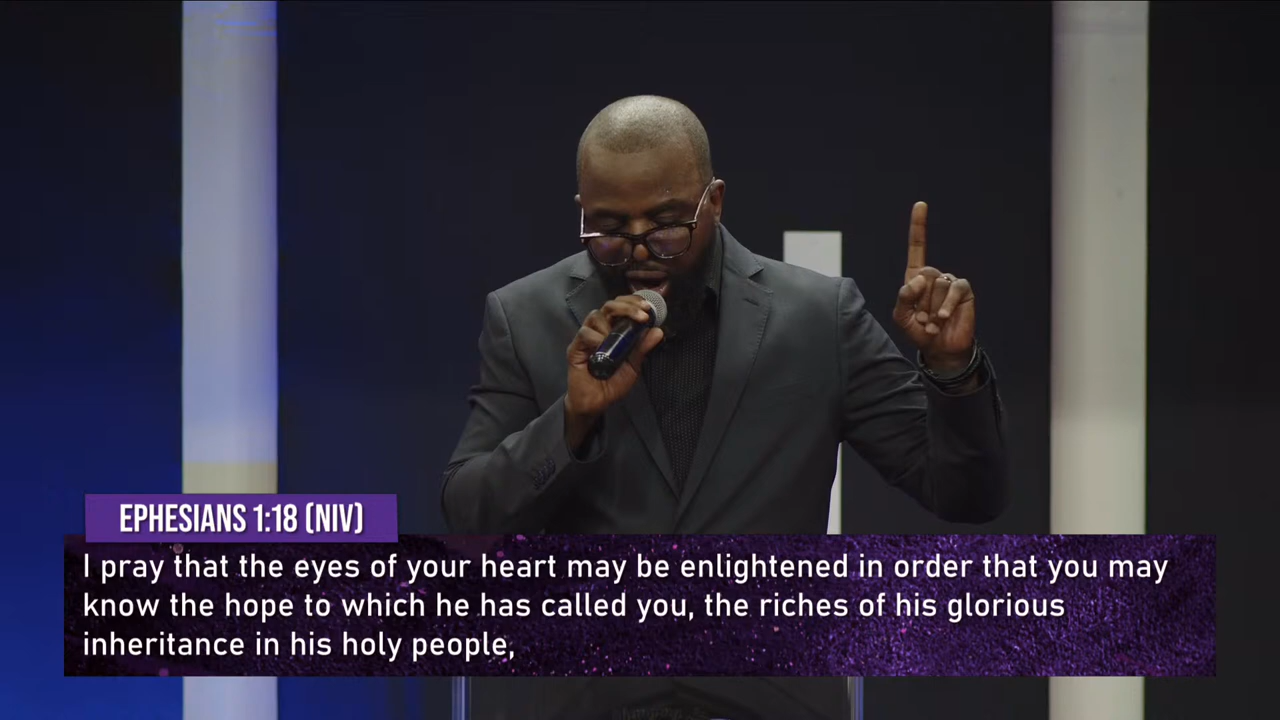 EPHESIANS 1:18 (NIV)
I pray that the eyes of your heart may be enlightened in order that you may
know the hope to which he has called you, the riches of his glorious
inheritance in his holy people,